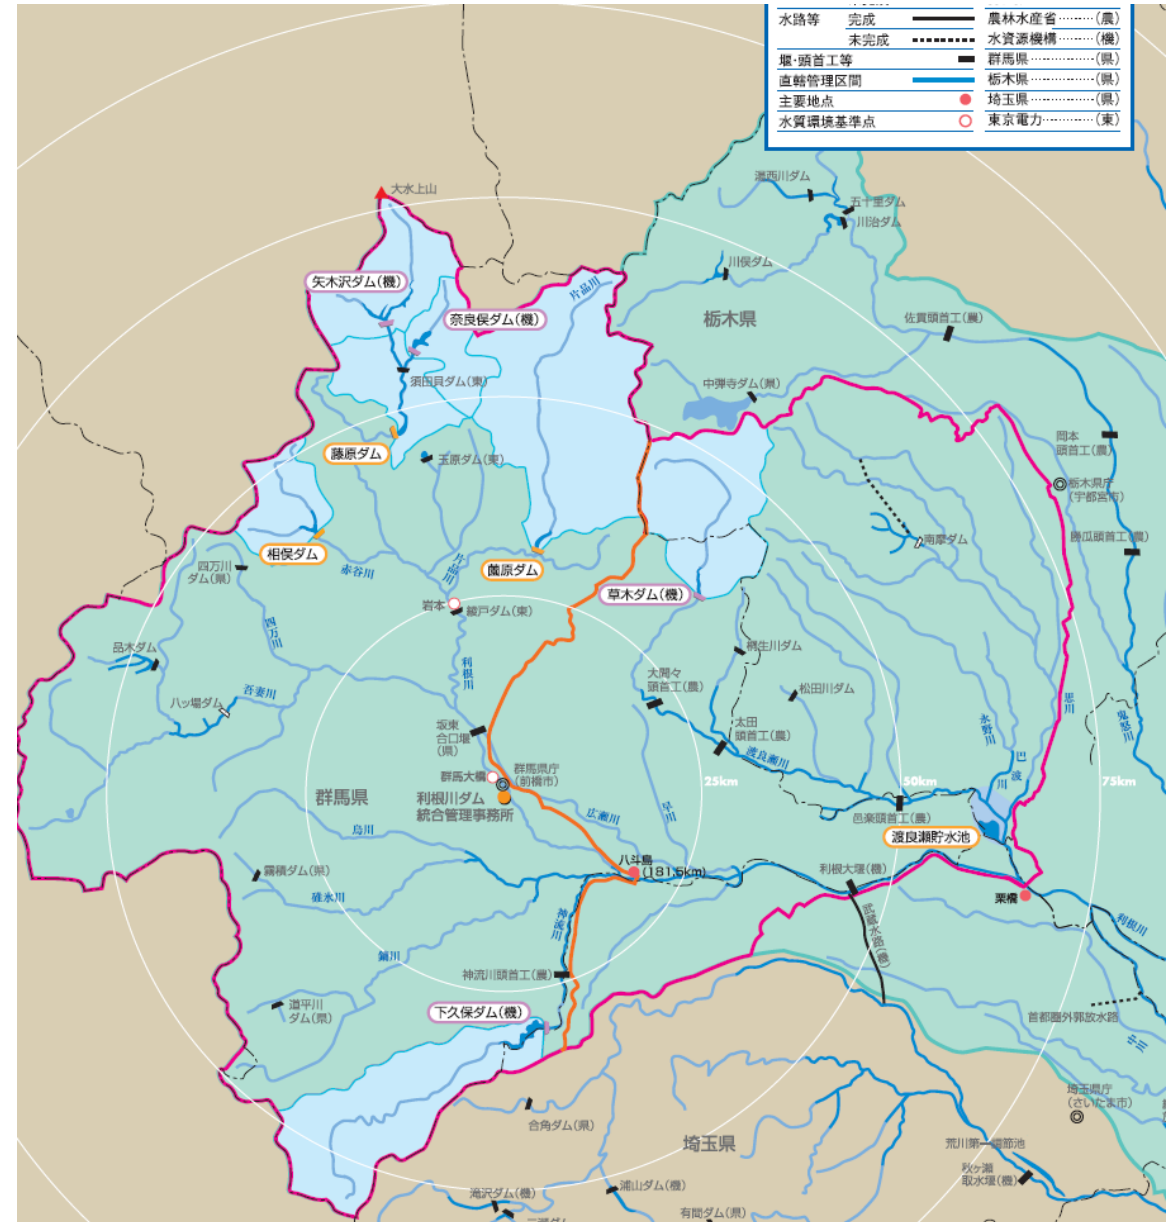 水路等
完成
農林水産省………(農)
未完成
水資源機構………(機)
堰・頭首工等
群馬県………(県)
直轄管理区間
栃木県………(県)
主要地点
埼玉県………(県)
水質環境基準点
東京電力………(東)
大水上山
湯西川ダム
五十里ダム
川治ダム
川俣ダム
矢木沢ダム(機)
片品川
奈良俣ダム(機)
栃木県
佐貫頭首工(農)
須田貝ダム(東)
中禅寺ダム(県)
藤原ダム
玉原ダム(東)
岡本
頭首工(農)
栃木県庁
(宇都宮市)
相俣ダム
南摩ダム
勝瓜頭首工(農)
四万川
ダム(県)
赤谷川
片品川
薗原ダム
草木ダム(機)
岩本
綾戸ダム(東)
四万川
品木ダム
利根川
桐生川ダム
大間々
頭首工(農)
松田川ダム
八ッ場ダム
吾妻川
思川
鬼怒川
坂東
合口堰
(県)
太田
頭首工(農)
渡良瀬川
永野川
巴波川
群馬大橋
群馬県庁
(前橋市)
25km
50km
75km
群馬県
利根川ダム
統合管理事務所
広瀬川
早川
邑楽頭首工(農)
渡良瀬貯水池
烏川
八斗島
(181.5km)
霧積ダム(県)
利根大堰(機)
碓氷川
栗橋
神流川
武蔵水路(機)
利根川
鏑川
神流川頭首工(農)
道平川
ダム(県)
下久保ダム(機)
首都圏外郭放水路
中川
埼玉県庁
(さいたま市)
合角ダム(県)
埼玉県
荒川第一調節池
秋ヶ瀬
取水堰(機)
滝沢ダム(機)
浦山ダム(機)
有間ダム(県)